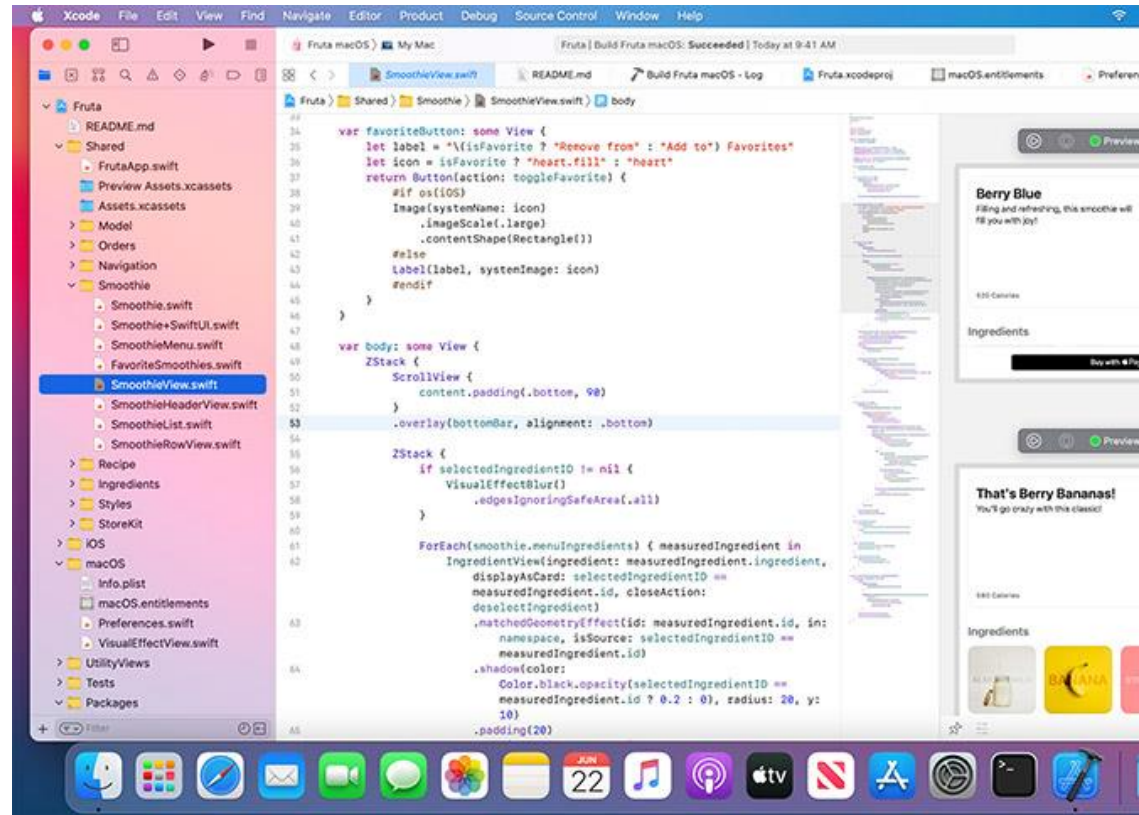 Xcode File Edit View Find Navigate Editor Product Debug Source Control Window Help
Fruta macOS 〉 My Mac
Fruta | Build Fruta macOS: Succeeded | Today at 9:41 AM
SmoothieView.swift README.md Build Fruta macOS - Log Fruta.xcodeproj macOS.entitlements Preferen
Fruta 〉 Shared 〉 Smoothie 〉 SmoothieView.swift 〉 body
Fruta
README.md
Shared
FrutaApp.swift
Preview Assets.xcassets
Assets.xcassets
Model
Orders
Navigation
Smoothie
Smoothie.swift
Smoothie+SwiftUI.swift
SmoothieMenu.swift
FavoriteSmoothies.swift
SmoothieView.swift
SmoothieHeaderView.swift
SmoothieList.swift
SmoothieRowView.swift
Recipe
Ingredients
Styles
StoreKit
iOS
macOS
Info.plist
macOS.entitlements
Preferences.swift
VisualEffectView.swift
UtilityViews
Tests
Packages
Filter
33
34 var favoriteButton: some View {
35 let label = "\(isFavorite ? "Remove from" : "Add to") Favorites"
36 let icon = isFavorite ? "heart.fill" : "heart"
37 return Button(action: toggleFavorite) {
38 #if os(iOS)
39 Image(systemName: icon)
40 .imageScale(.large)
41 .contentShape(Rectangle())
42 #else
43 Label(label, systemImage: icon)
44 #endif
45 }
46 }
47
48 var body: some View {
49 ZStack {
50 ScrollView {
51 content.padding(.bottom, 90)
52 }
53 .overlay(bottomBar, alignment: .bottom)
54
55 ZStack {
56 if selectedIngredientID != nil {
57 VisualEffectBlur()
58 .edgesIgnoringSafeArea(.all)
59 }
60
61 ForEach(smoothie.menuIngredients) { measuredIngredient in
62 IngredientView(ingredient: measuredIngredient.ingredient,
displayAsCard: selectedIngredientID ==
measuredIngredient.id, closeAction:
deselectIngredient)
63 .matchedGeometryEffect(id: measuredIngredient.id, in:
namespace, isSource: selectedIngredientID ==
measuredIngredient.id)
64 .shadow(color:
Color.black.opacity(selectedIngredientID ==
measuredIngredient.id ? 0.2 : 0), radius: 20, y:
10)
65 .padding(20)
Preview
Berry Blue
Filling and refreshing, this smoothie will
fill you with joy!
Calories
Ingredients
Buy with Pay
Preview
That's Berry Bananas!
You'll go crazy with this classic!
Calories
Ingredients
BANANA
JUN
22
tv
>_